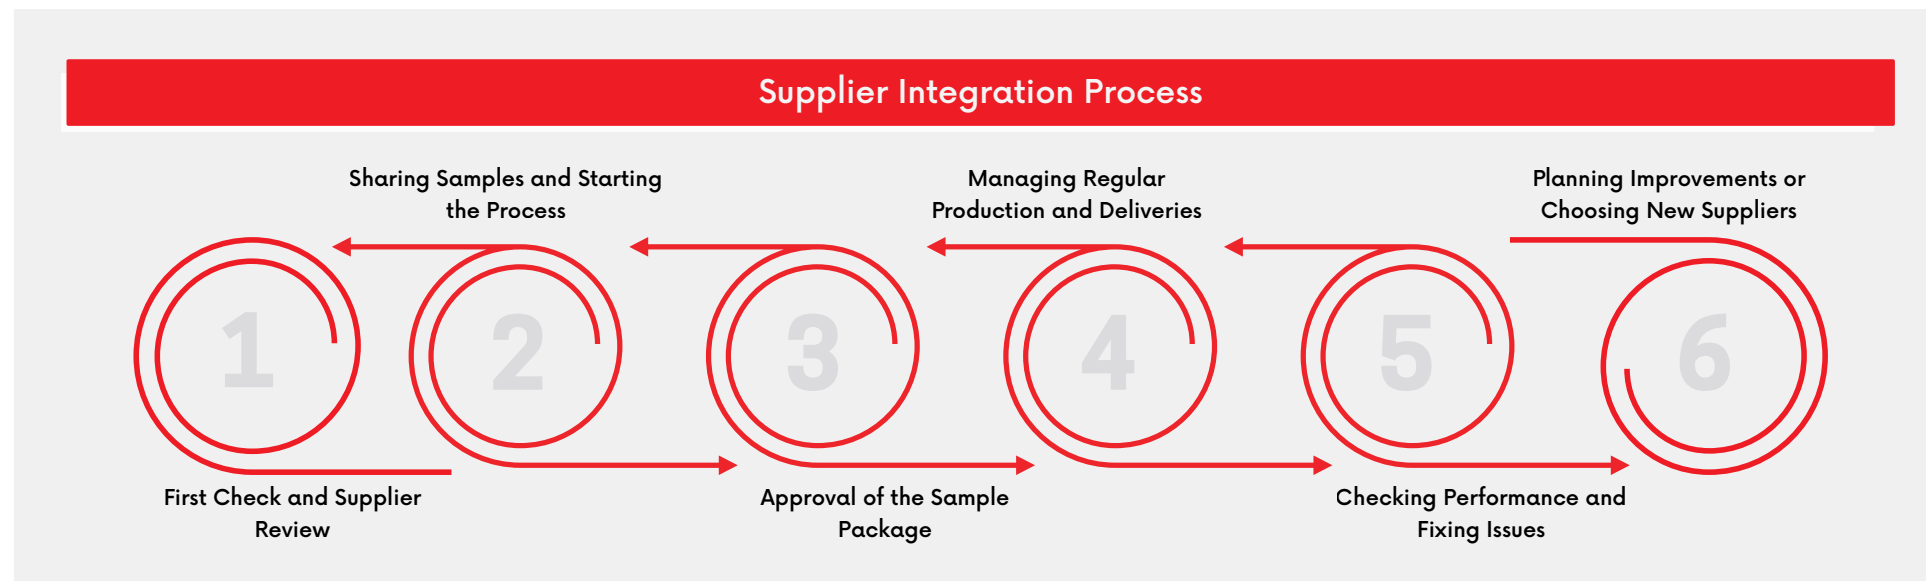 Supplier Integration Process
Sharing Samples and Starting
the Process
Managing Regular
Production and Deliveries
Planning Improvements or
Choosing New Suppliers
1
2
3
4
5
6
First Check and Supplier
Review
Approval of the Sample
Package
Checking Performance and
Fixing Issues